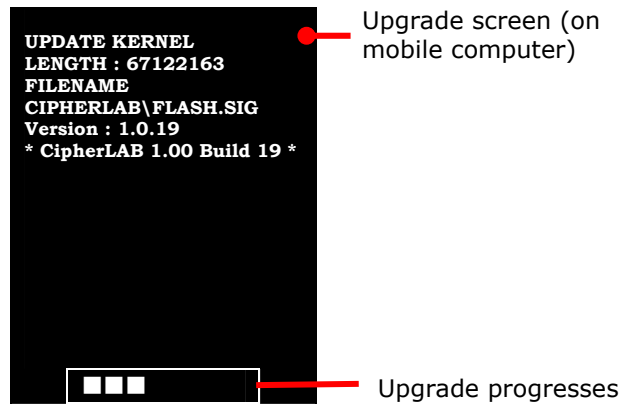 UPDATE KERNEL
LENGTH : 67122163
FILENAME
CIPHERLAB\FLASH.SIG
Version : 1.0.19
* CipherLAB 1.00 Build 19 *
Upgrade screen (on
mobile computer)
Upgrade progresses